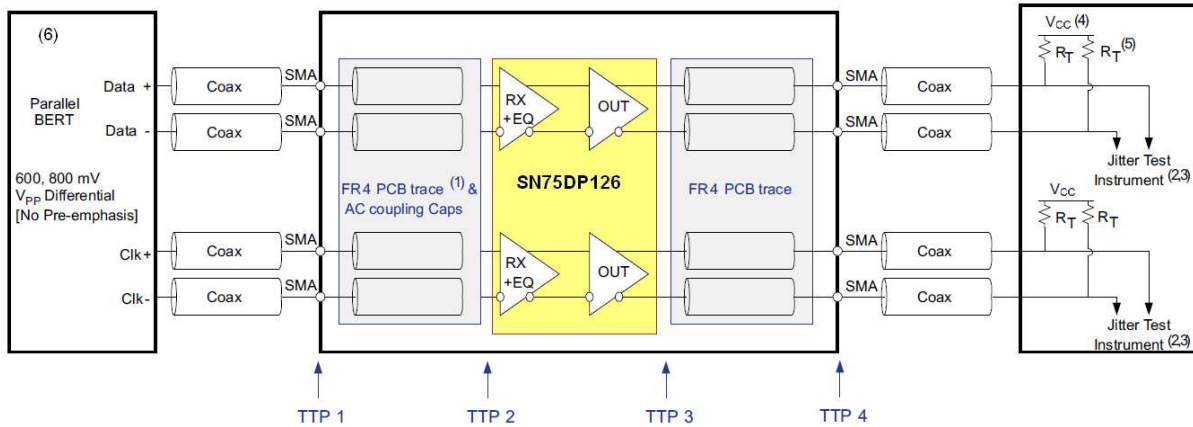 (6)
Parallel
BERT
600, 800 mV
VPP Differential
[No Pre-emphasis]
Data +
Data -
Clk+
Clk-
Coax
Coax
Coax
Coax
SMA
SMA
SMA
SMA
FR4 PCB trace (1) &
AC coupling Caps
RX
+EQ
OUT
SN75DP126
RX
+EQ
OUT
FR4 PCB trace
SMA
SMA
SMA
SMA
Coax
Coax
Coax
Coax
VCC (4)
RT
RT (5)
Jitter Test
Instrument (2,3)
VCC
RT
RT
Jitter Test
Instrument (2,3)
TTP 1
TTP 2
TTP 3
TTP 4